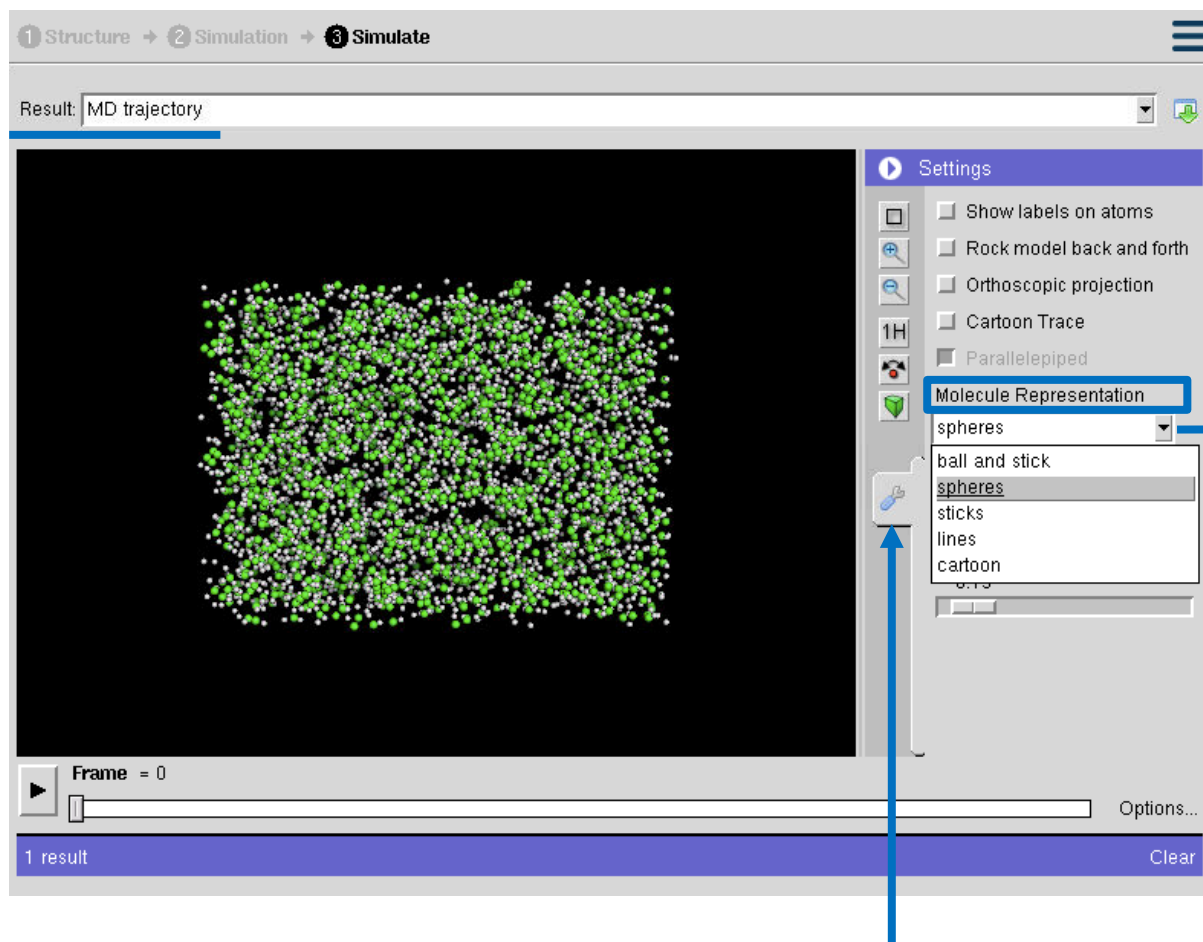 1 Structure → 2 Simulation → 3 Simulate
Result: MD trajectory
Settings
Show labels on atoms
Rock model back and forth
Orthoscopic projection
1H
Cartoon Trace
Parallelepiped
Molecule Representation
spheres
ball and stick
spheres
sticks
lines
cartoon
Frame = 0
Options...
1 result
Clear